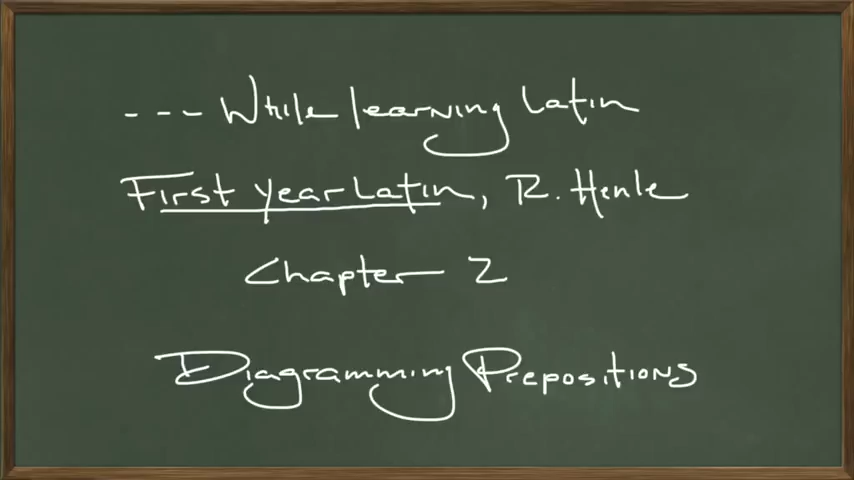 --- While learning Latin
First year Latin, R. Henle
Chapter 2
Diagramming Prepositions